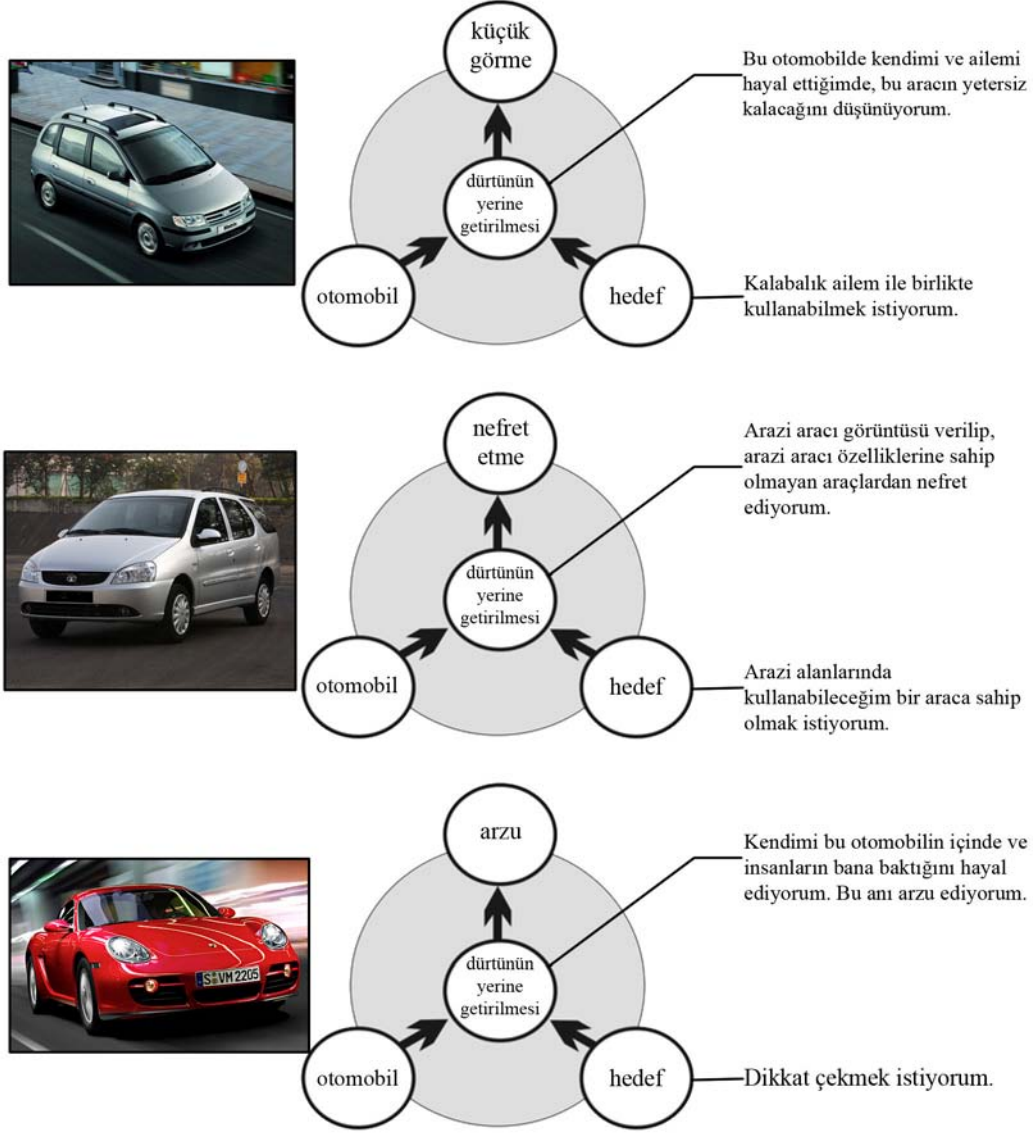 küçük
görme
Bu otomobilde kendimi ve ailemi
hayal ettiğimde, bu aracın yetersiz
kalacağını düşünüyorum.
dürtünün
yerine
getirilmesi
otomobil
hedef
Kalabalık ailem ile birlikte
kullanabilmek istiyorum.
nefret
etme
Arazi aracı görüntüsü verilip,
arazi aracı özelliklerine sahip
olmayan araçlardan nefret
ediyorum.
dürtünün
yerine
getirilmesi
otomobil
hedef
Arazi alanlarında
kullanabileceğim bir araca sahip
olmak istiyorum.
arzu
Kendimi bu otomobilin içinde ve
insanların bana baktığını hayal
ediyorum. Bu anı arzu ediyorum.
S VM 2205
dürtünün
yerine
getirilmesi
otomobil
hedef
Dikkat çekmek istiyorum.